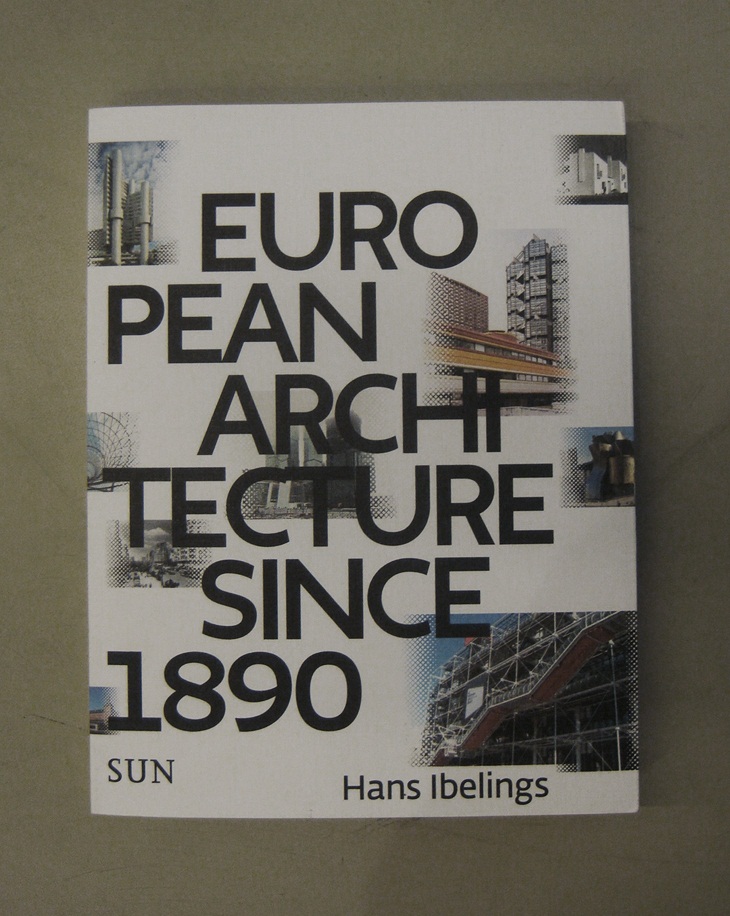 EURO
PEAN
ARCHI
TECTURE
SINCE
1890
SUN
Hans Ibelings